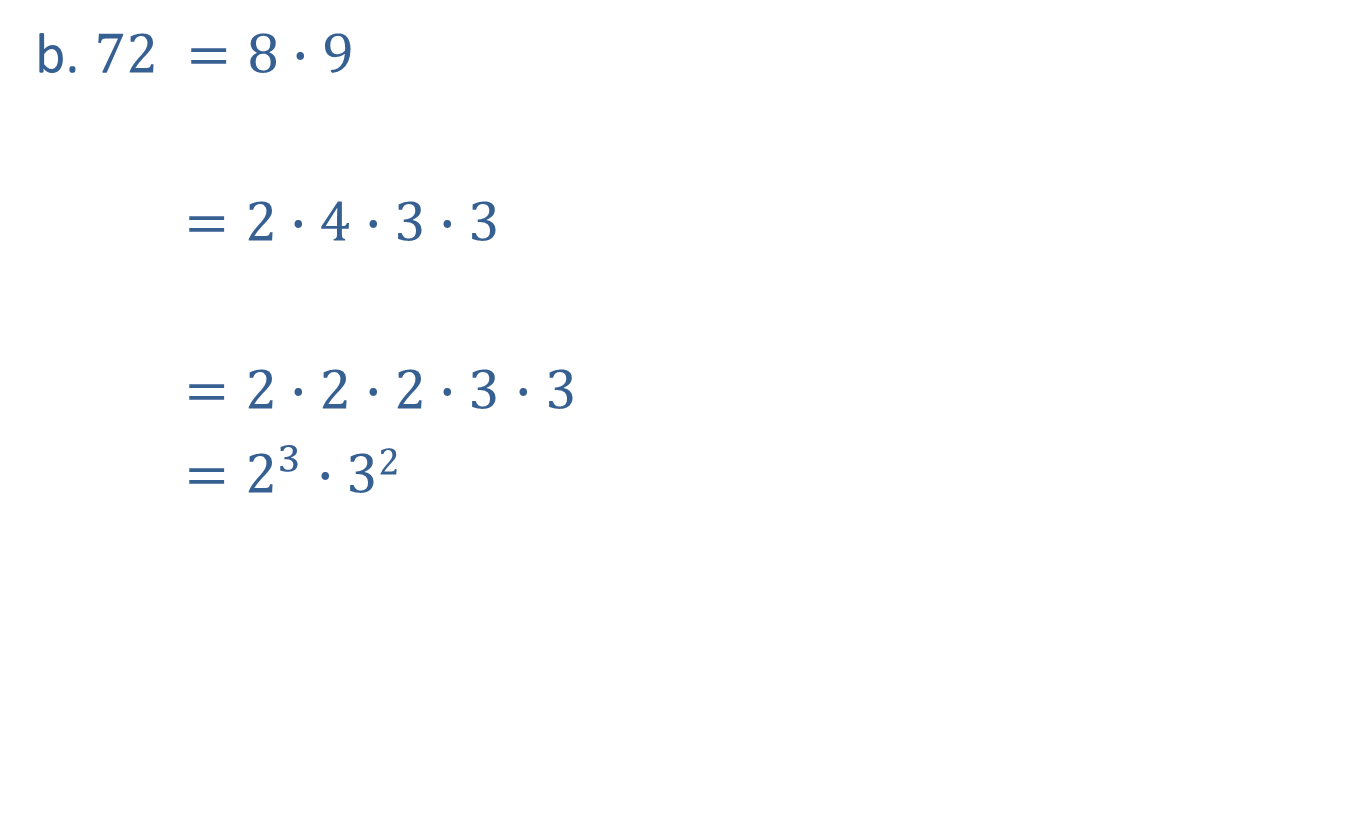 b. 72 = 8 · 9
= 2 · 4 · 3 · 3
= 2 · 2 · 2 · 3 · 3
= 2³ · 3²